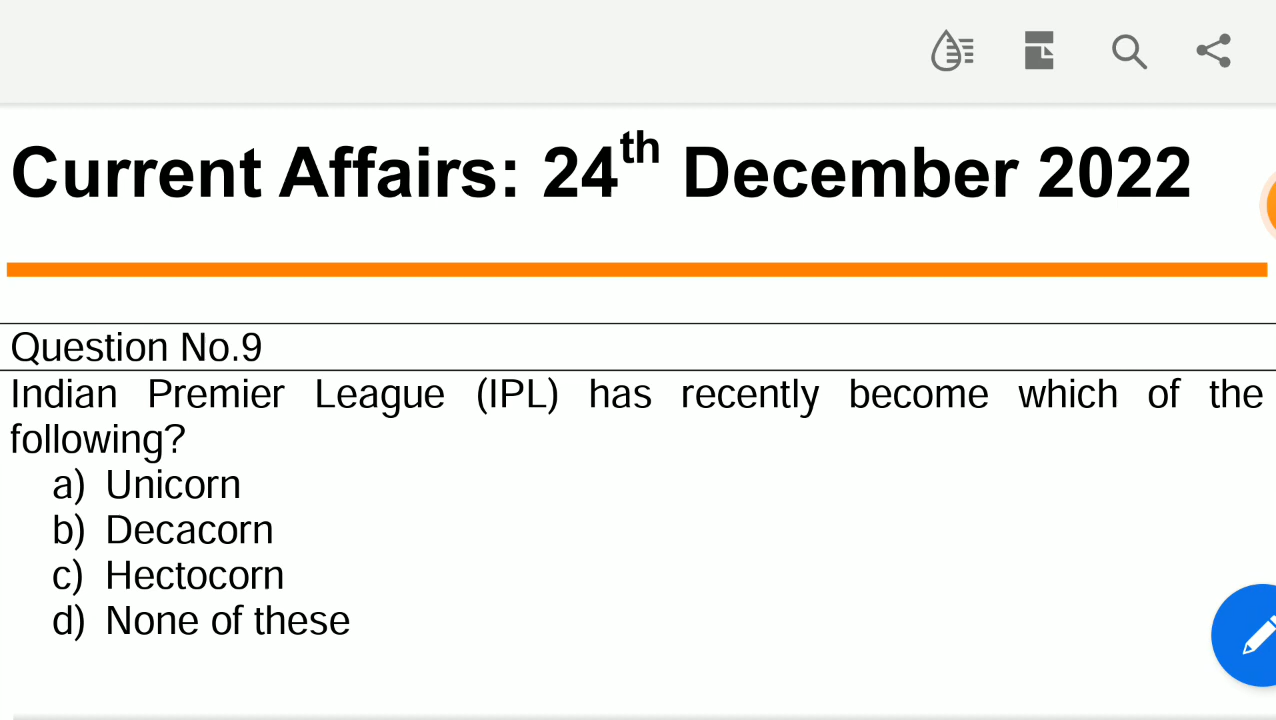 Current Affairs: 24th December 2022
Question No.9
Indian Premier League (IPL) has recently become which of the
following?
a) Unicorn
b) Decacorn
c) Hectocorn
d) None of these